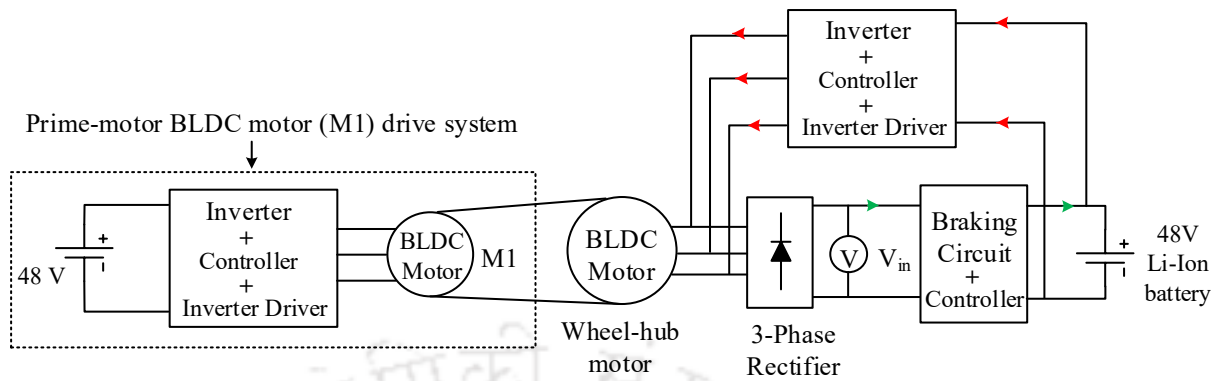 Prime-motor BLDC motor (M1) drive system
48 V
+
Inverter
+
Controller
+
Inverter Driver
BLDC
Motor
M1
BLDC
Motor
Wheel-hub
motor
Inverter
+
Controller
+
Inverter Driver
3-Phase
Rectifier
V
Vin
Braking
Circuit
+
Controller
+
48V
Li-Ion
battery